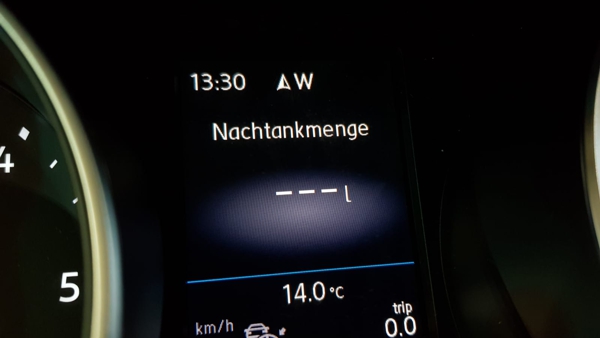 13:30 W
Nachtankmenge
--- l
14.0 °C
trip
km/h 0.0
4
5